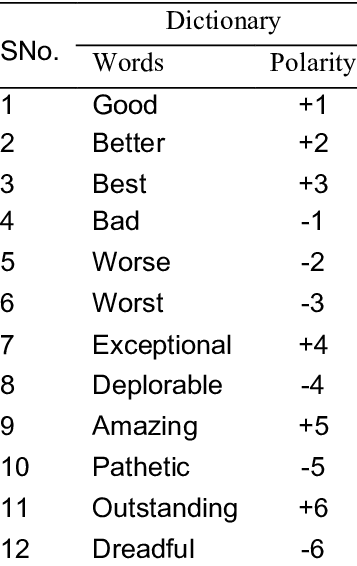 Dictionary
SNo.
Words Polarity
1 Good +1
2 Better +2
3 Best +3
4 Bad -1
5 Worse -2
6 Worst -3
7 Exceptional +4
8 Deplorable -4
9 Amazing +5
10 Pathetic -5
11 Outstanding +6
12 Dreadful -6